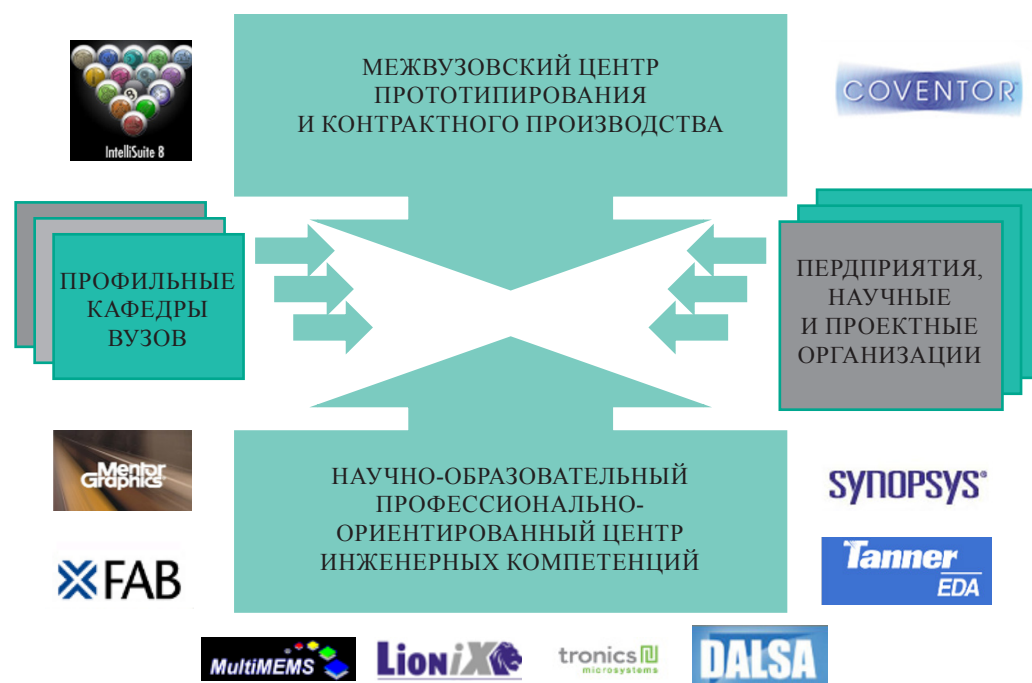 МЕЖВУЗОВСКИЙ ЦЕНТР
ПРОТОТИПИРОВАНИЯ
И КОНТРАКТНОГО ПРОИЗВОДСТВА
IntelliSuite 8
COVENTOR
ПРОФИЛЬНЫЕ
КАФЕДРЫ
ВУЗОВ
ПЕРДПРИЯТИЯ,
НАУЧНЫЕ
И ПРОЕКТНЫЕ
ОРГАНИЗАЦИИ
Mentor
Graphics
НАУЧНО-ОБРАЗОВАТЕЛЬНЫЙ
ПРОФЕССИОНАЛЬНО-
ОРИЕНТИРОВАННЫЙ ЦЕНТР
ИНЖЕНЕРНЫХ КОМПЕТЕНЦИЙ
SYNOPSYS®
XFAB
Tanner
EDA
MultiMEMS
LioniX
tronics
microsystems
DALSA